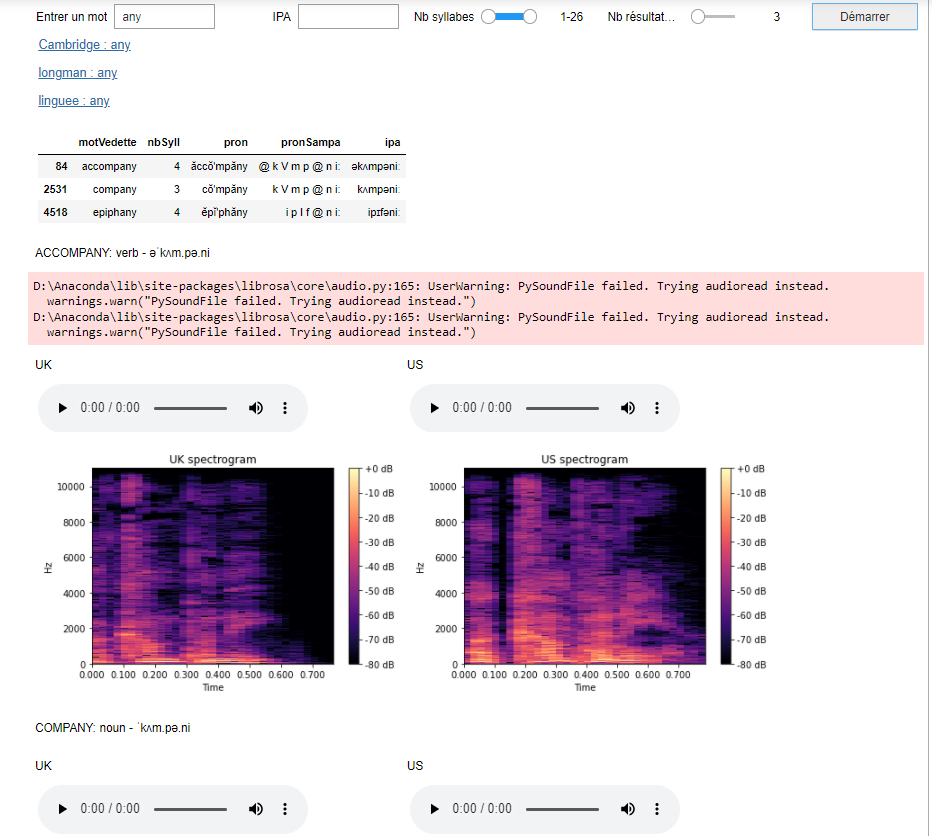 Entrer un mot any IPA Nb syllabes 1-26 Nb résultat… 3 Démarrer
Cambridge : any
longman : any
linguee : any
motVedette nbSyll pron pronSampa ipa
84 accompany 4 ăccŏ'mpăny @ k V m p @ n i: əkʌmpəni:
2531 company 3 cŏ'mpăny k V m p @ n i: kʌmpəni:
4518 epiphany 4 ĕpĭ'phăny i p I f @ n i: ipɪfəni:
ACCOMPANY: verb - əˈkʌm.pə.ni
D:\Anaconda\lib\site-packages\librosa\core\audio.py:165: UserWarning: PySoundFile failed. Trying audioread instead.
warnings.warn("PySoundFile failed. Trying audioread instead.")
D:\Anaconda\lib\site-packages\librosa\core\audio.py:165: UserWarning: PySoundFile failed. Trying audioread instead.
warnings.warn("PySoundFile failed. Trying audioread instead.")
UK US
0:00 / 0:00 0:00 / 0:00
UK spectrogram US spectrogram
+0 dB +0 dB
10000 -10 dB 10000 -10 dB
8000 -20 dB 8000 -20 dB
-30 dB -30 dB
6000 6000
Hz -40 dB Hz -40 dB
4000 -50 dB 4000 -50 dB
2000 -60 dB 2000 -60 dB
-70 dB -70 dB
0 -80 dB 0 -80 dB
0.000 0.100 0.200 0.300 0.400 0.500 0.600 0.700 0.000 0.100 0.200 0.300 0.400 0.500 0.600 0.700
Time Time
COMPANY: noun - ˈkʌm.pə.ni
UK US
0:00 / 0:00 0:00 / 0:00